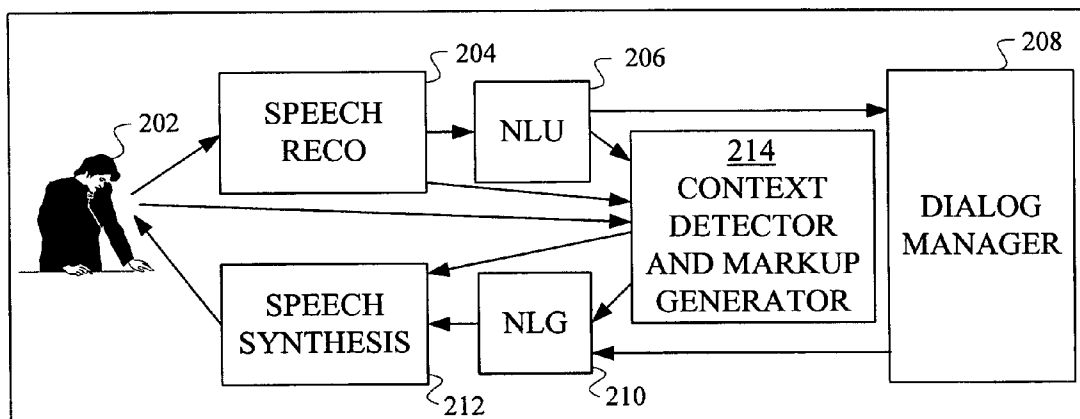 202
204
SPEECH
RECO
206
NLU
208
DIALOG
MANAGER
214
CONTEXT
DETECTOR
AND MARKUP
GENERATOR
SPEECH
SYNTHESIS
212
NLG
210